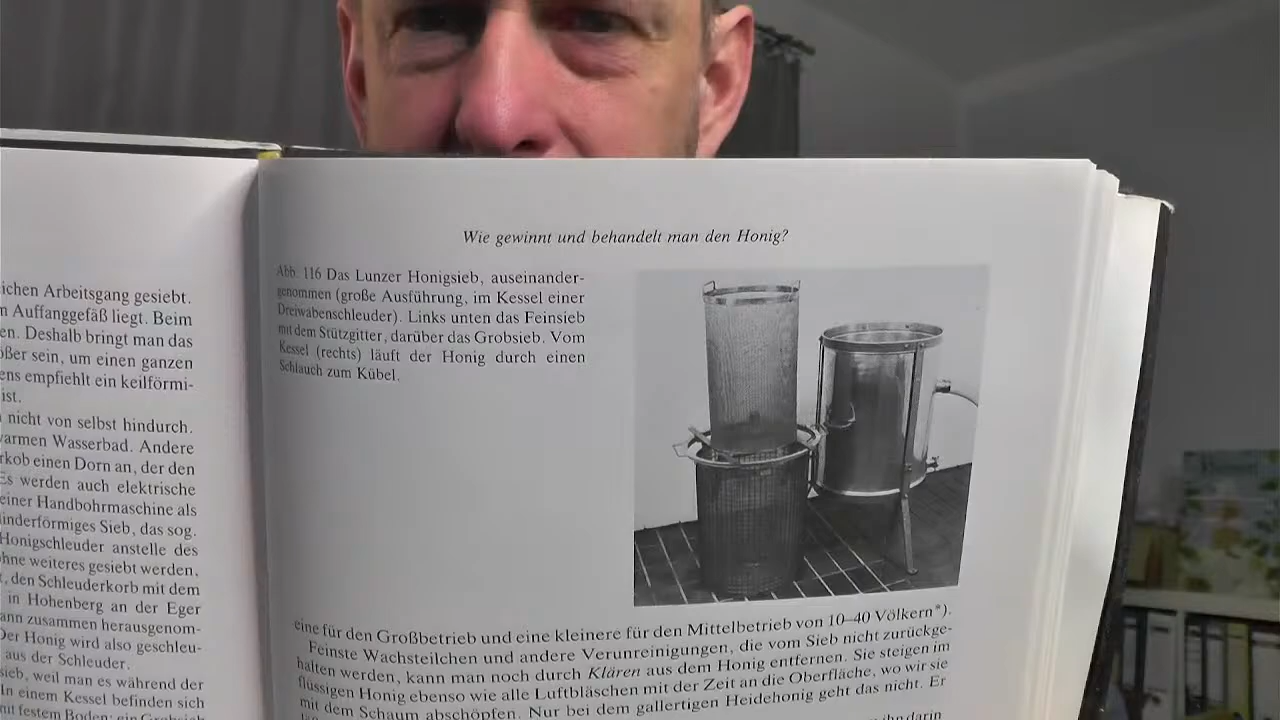 ichen Arbeitsgang gesiebt.
n Auffanggefäß liegt. Beim
en. Deshalb bringt man das
ößer sein, um einen ganzen
ens empfiehlt ein keilförmi-
ist.
nicht von selbst hindurch.
warmen Wasserbad. Andere
rkob einen Dorn an, der den
Es werden auch elektrische
einer Handbohrmaschine als
linderförmiges Sieb, das sog.
Honigschleuder anstelle des
ohne weiteres gesiebt werden,
t, den Schleuderkorb mit dem
in Hohenberg an der Eger
ann zusammen herausgenom-
Der Honig wird also geschleu-
aus der Schleuder.
sieb, weil man es während der
In einem Kessel befinden sich
mit festem Boden: ein Grobsieb
Wie gewinnt und behandelt man den Honig?
Abb. 116 Das Lunzer Honigsieb, auseinander-
genommen (große Ausführung, im Kessel einer
Dreiwabenschleuder). Links unten das Feinsieb
mit dem Stützgitter, darüber das Grobsieb. Vom
Kessel (rechts) läuft der Honig durch einen
Schlauch zum Kübel.
eine für den Großbetrieb und eine kleinere für den Mittelbetrieb von 10–40 Völkern*).
Feinste Wachsteilchen und andere Verunreinigungen, die vom Sieb nicht zurückge-
halten werden, kann man noch durch Klären aus dem Honig entfernen. Sie steigen im
flüssigen Honig ebenso wie alle Luftbläschen mit der Zeit an die Oberfläche, wo wir sie
mit dem Schaum abschöpfen. Nur bei dem gallertigen Heidehonig geht das nicht. Er
ihn darin